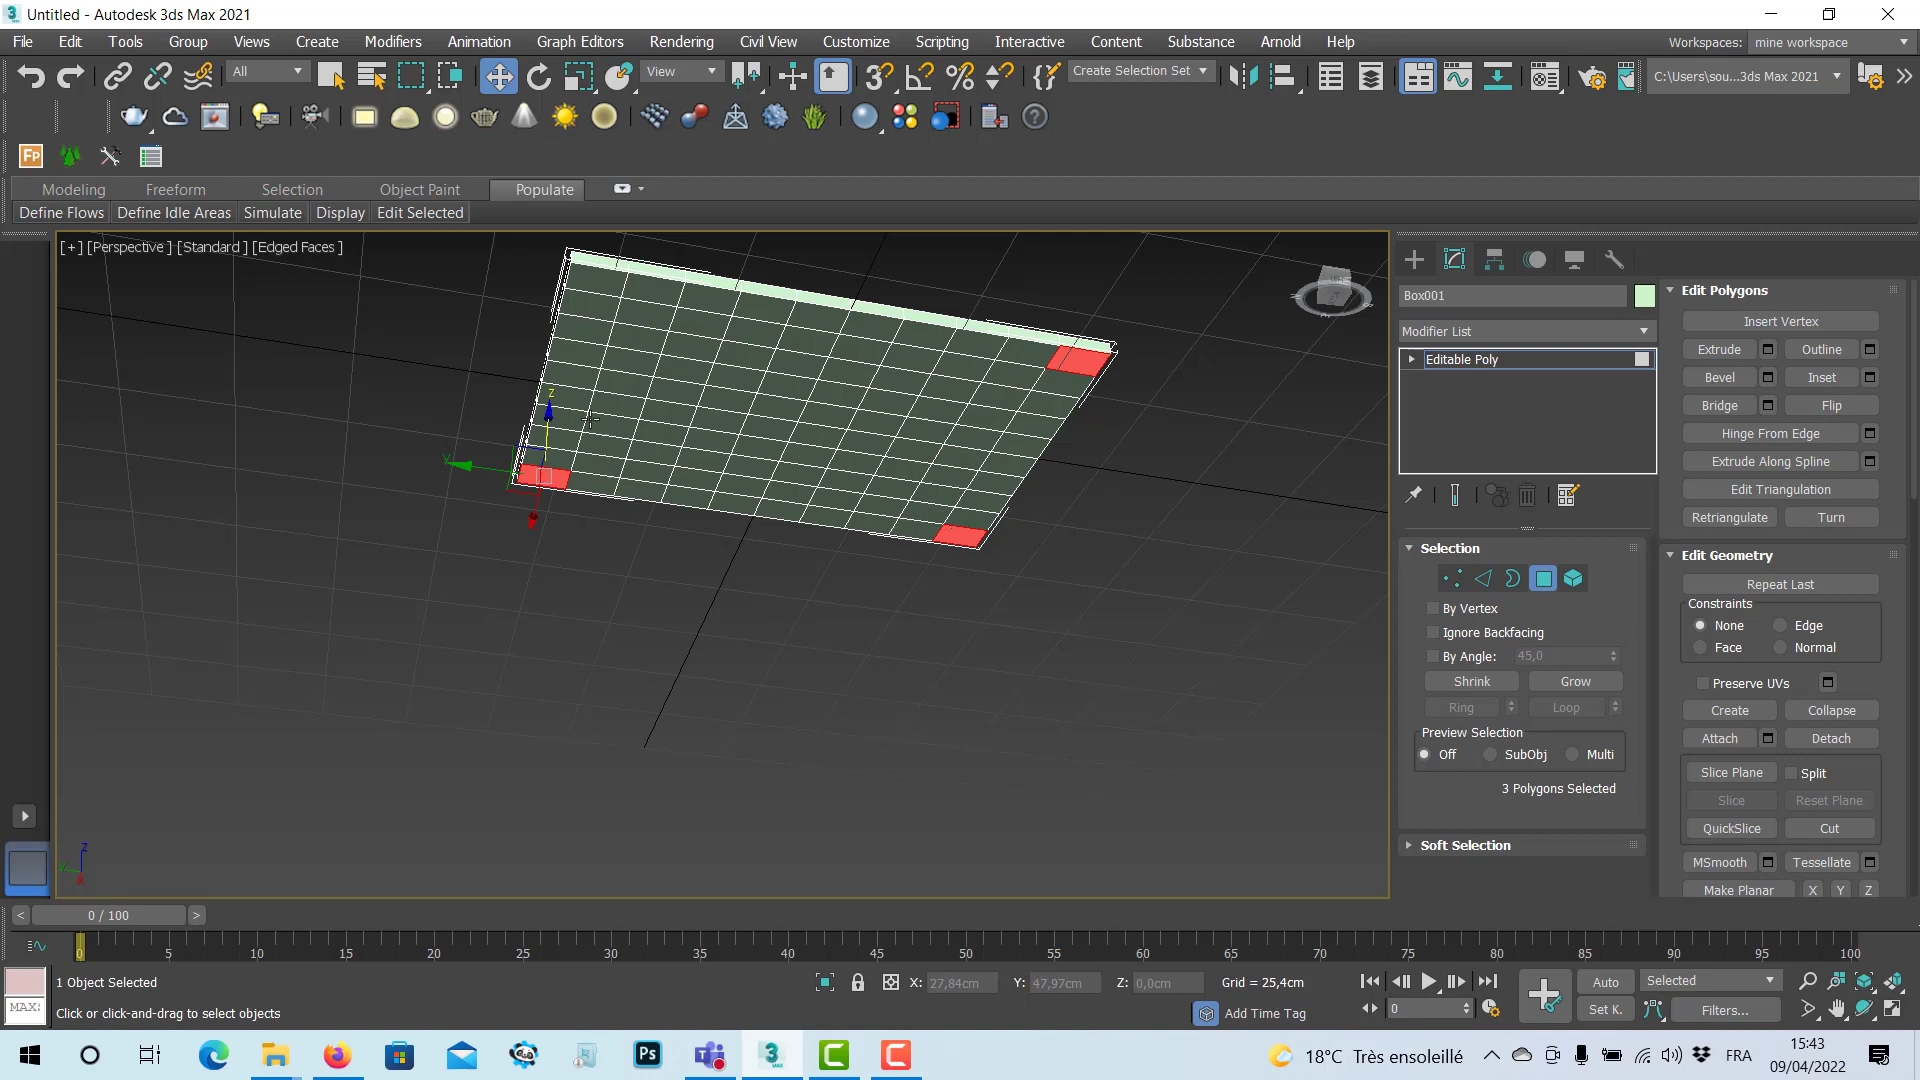 Untitled - Autodesk 3ds Max 2021
File Edit Tools Group Views Create Modifiers Animation Graph Editors Rendering Civil View Customize Scripting Interactive Content Substance Arnold Help Workspaces: mine workspace
All View Create Selection Set C:\Users\sou...3ds Max 2021
Fp
Modeling Freeform Selection Object Paint Populate
Define Flows Define Idle Areas Simulate Display Edit Selected
[+] [Perspective ] [Standard ] [Edged Faces ]
Box001
Modifier List
Editable Poly
Selection
By Vertex
Ignore Backfacing
By Angle: 45,0
Shrink Grow
Ring Loop
Preview Selection
Off SubObj Multi
3 Polygons Selected
Soft Selection
Edit Polygons
Insert Vertex
Extrude Outline
Bevel Inset
Bridge Flip
Hinge From Edge
Extrude Along Spline
Edit Triangulation
Retriangulate Turn
Edit Geometry
Repeat Last
Constraints
None Edge
Face Normal
Preserve UVs
Create Collapse
Attach Detach
Slice Plane Split
Slice Reset Plane
QuickSlice Cut
MSmooth Tessellate
Make Planar X Y Z
z
y
z
x
< 0 / 100 >
0 5 10 15 20 25 30 35 40 45 50 55 60 65 70 75 80 85 90 95 100
1 Object Selected X: 27,84cm Y: 47,97cm Z: 0,0cm Grid = 25,4cm Auto Selected
MAX: Click or click-and-drag to select objects Add Time Tag 0 Set K. Filters...
Ps 18°C Très ensoleillé FRA 15:43
09/04/2022